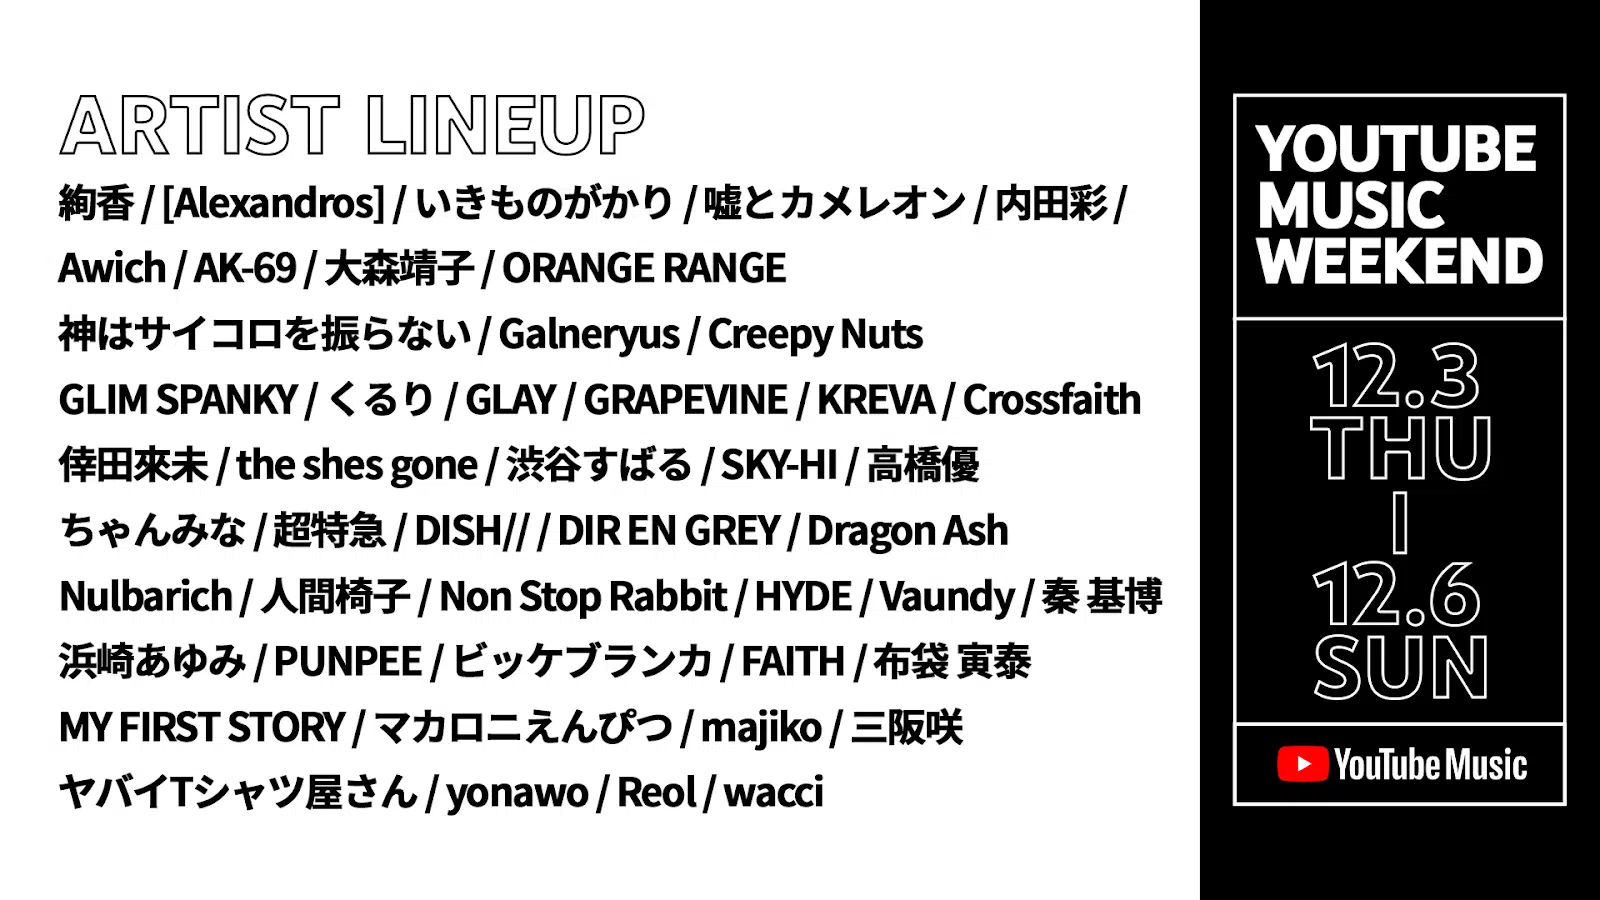 ARTIST LINEUP
絢香 / [Alexandros] / いきものがかり / 嘘とカメレオン / 内田彩 /
Awich / AK-69 / 大森靖子 / ORANGE RANGE
神はサイコロを振らない / Galneryus / Creepy Nuts
GLIM SPANKY / くるり / GLAY / GRAPEVINE / KREVA / Crossfaith
倖田來未 / the shes gone / 渋谷すばる / SKY-HI / 高橋優
ちゃんみな / 超特急 / DISH// / DIR EN GREY / Dragon Ash
Nulbarich / 人間椅子 / Non Stop Rabbit / HYDE / Vaundy / 秦 基博
浜崎あゆみ / PUNPEE / ビッケブランカ / FAITH / 布袋 寅泰
MY FIRST STORY / マカロニえんぴつ / majiko / 三阪咲
ヤバイTシャツ屋さん / yonawo / Reol / wacci
YOUTUBE
MUSIC
WEEKEND
12.3
THU
|
12.6
SUN
YouTube Music